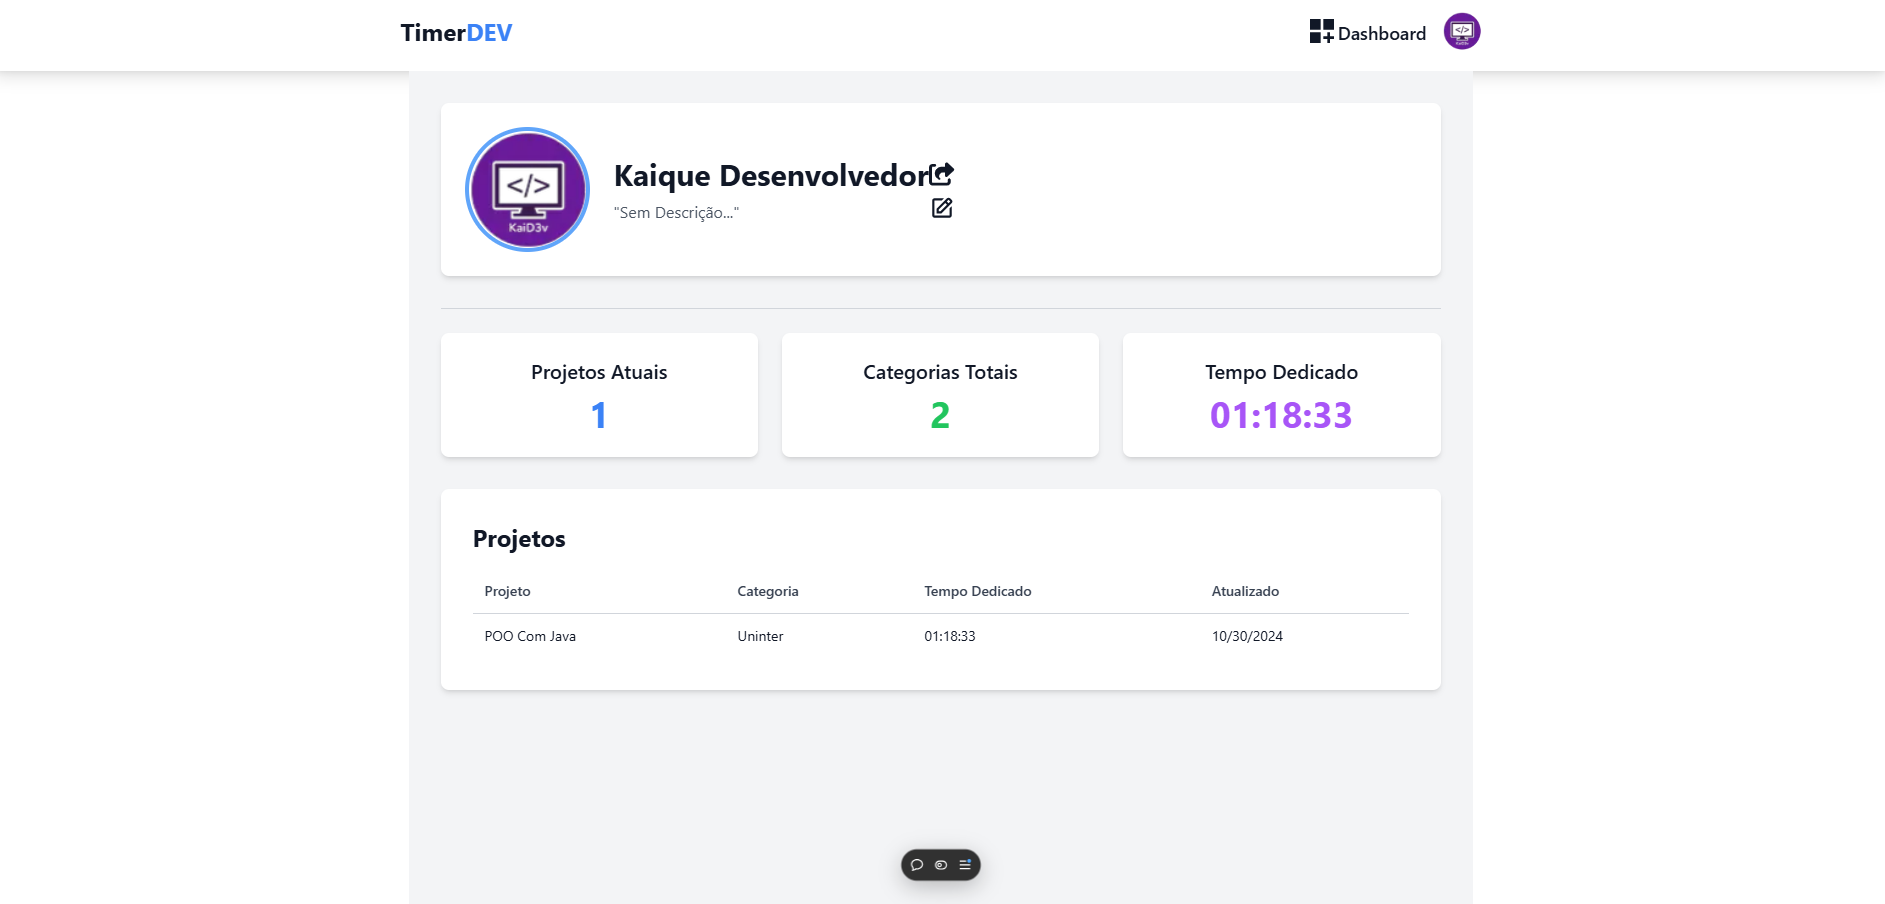 TimerDEV
Dashboard
</>
KaiD3v
Kaique Desenvolvedor
"Sem Descrição..."
Projetos Atuais
1
Categorias Totais
2
Tempo Dedicado
01:18:33
Projetos
Projeto Categoria Tempo Dedicado Atualizado
POO Com Java Uninter 01:18:33 10/30/2024